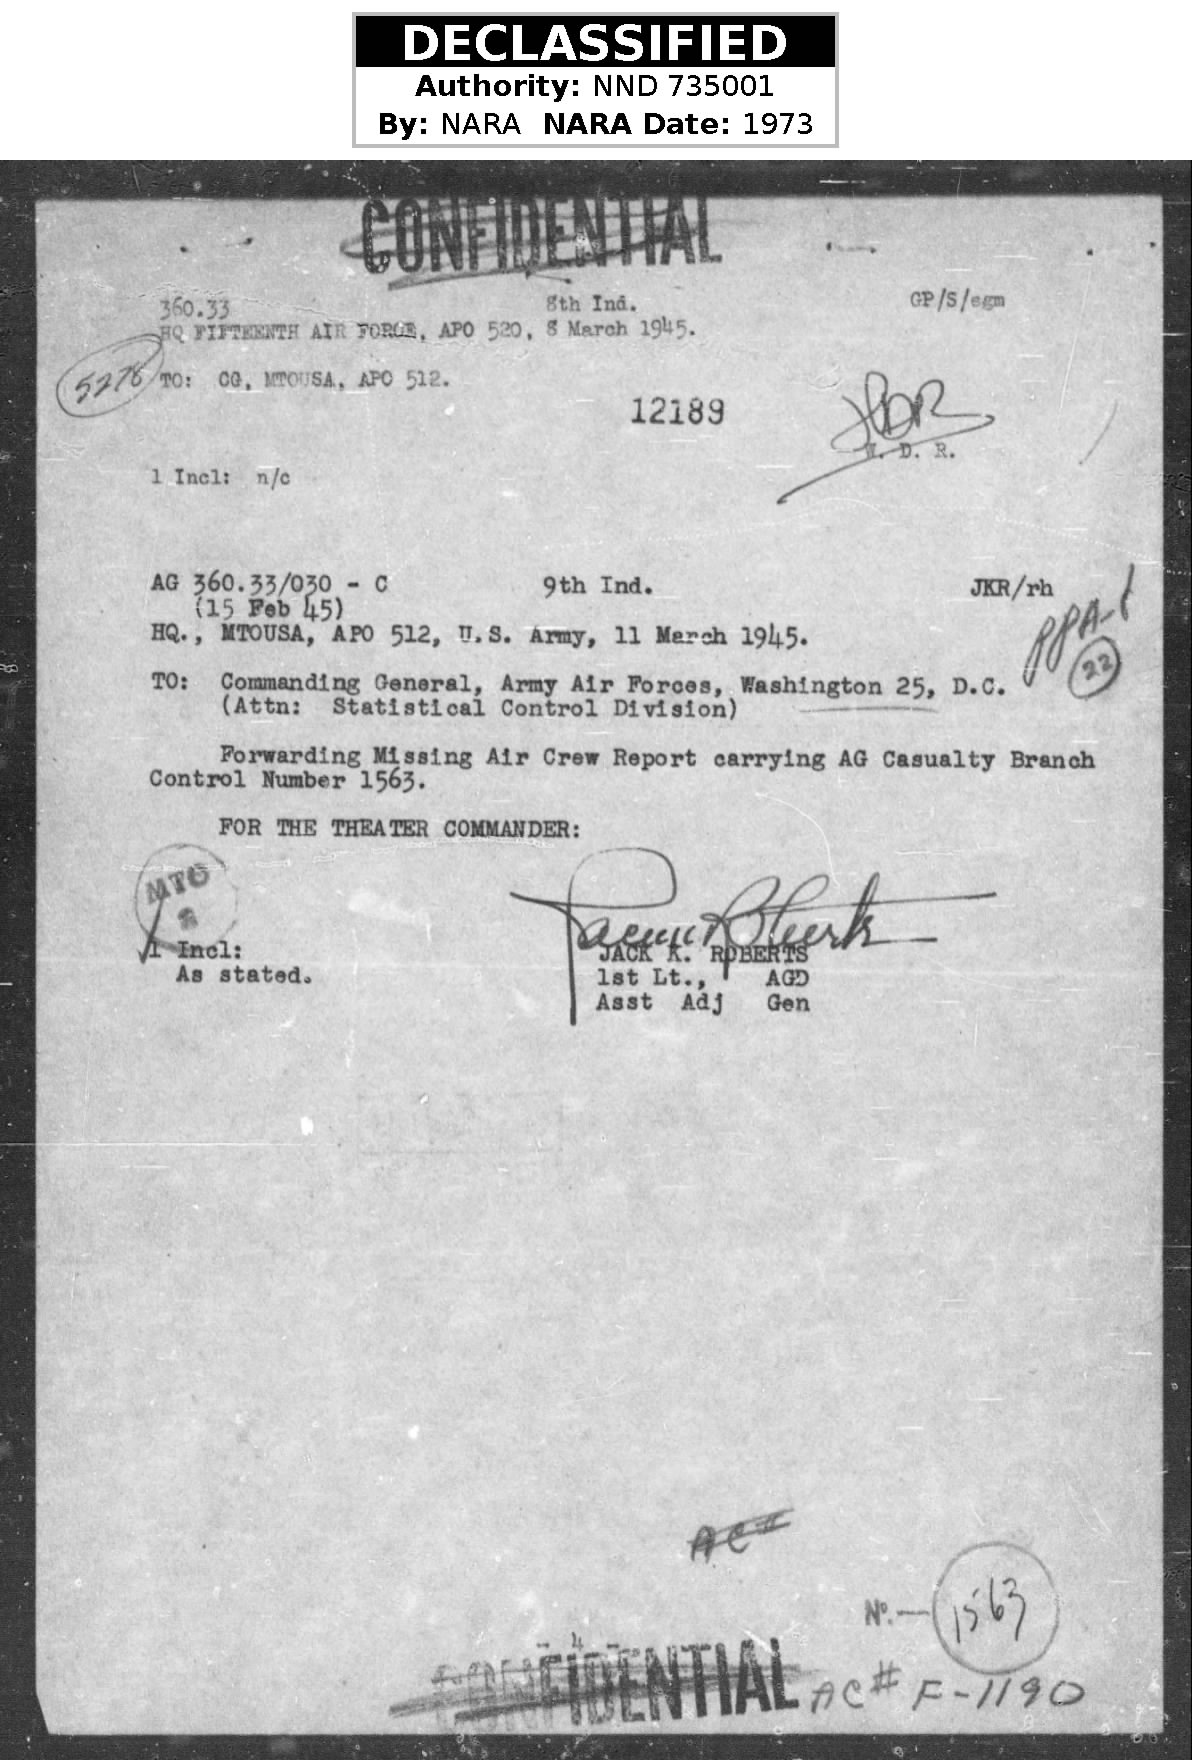 DECLASSIFIED
Authority: NND 735001
By: NARA NARA Date: 1973
CONFIDENTIAL
360.33 8th Ind. GP/S/egm
HQ FIFTEENTH AIR FORCE, APO 520, 8 March 1945.
5278
TO: CG, MTOUSA, APO 512.
12189
W. D. R.
1 Incl: n/c
AG 360.33/030 - C 9th Ind. JKR/rh
(15 Feb 45)
HQ., MTOUSA, APO 512, U.S. Army, 11 March 1945.
22
TO: Commanding General, Army Air Forces, Washington 25, D.C.
(Attn: Statistical Control Division)
Forwarding Missing Air Crew Report carrying AG Casualty Branch
Control Number 1563.
FOR THE THEATER COMMANDER:
MTO
1 Incl:
As stated.
JACK K. ROBERTS
1st Lt., AGD
Asst Adj Gen
AC#
No. — 1563
- 4 -
CONFIDENTIAL
AC# F-1190